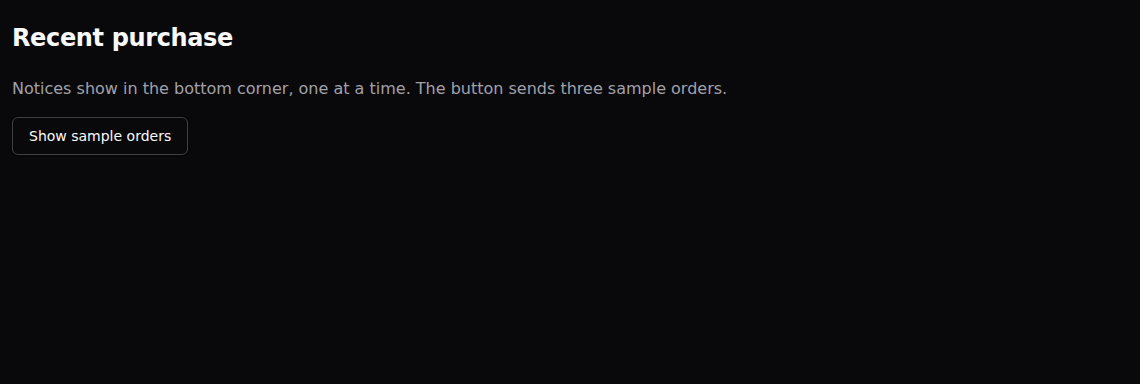 Recent purchase
Notices show in the bottom corner, one at a time. The button sends three sample orders.
Show sample orders